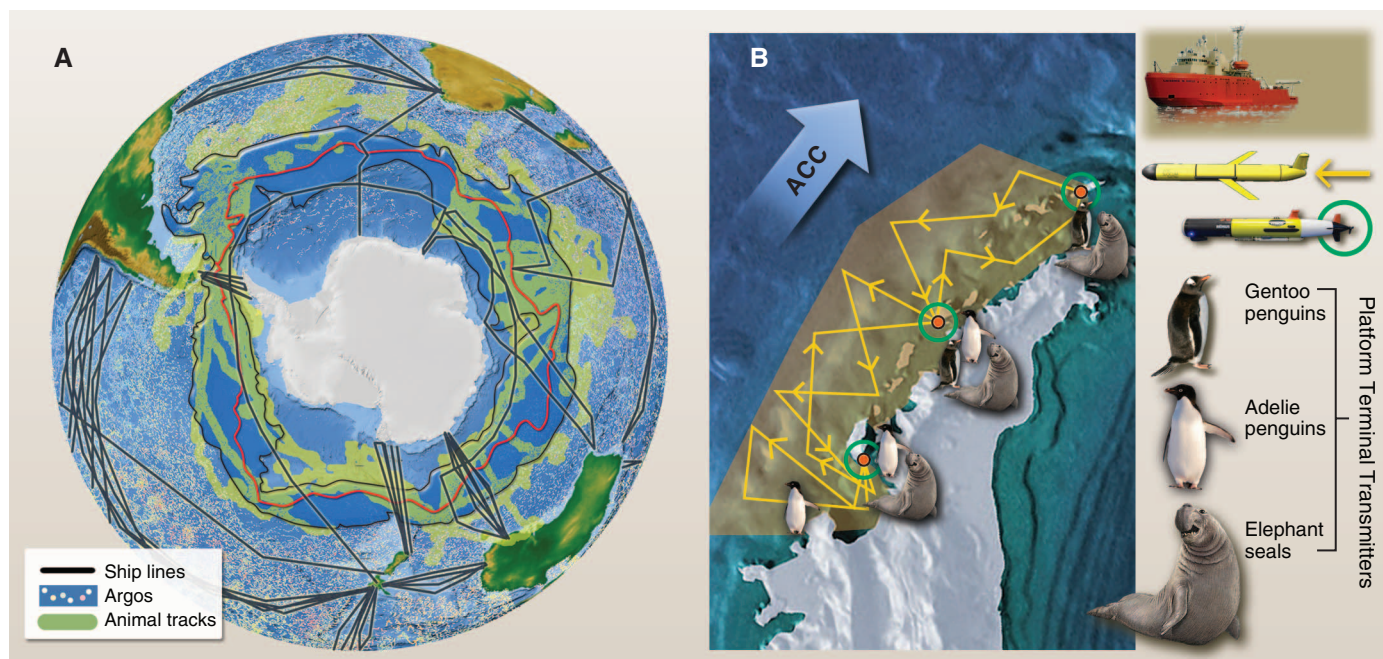 A
Ship lines
Argos
Animal tracks
B
ACC
Gentoo
penguins
Adelie
penguins
Elephant
seals
Platform Terminal Transmitters